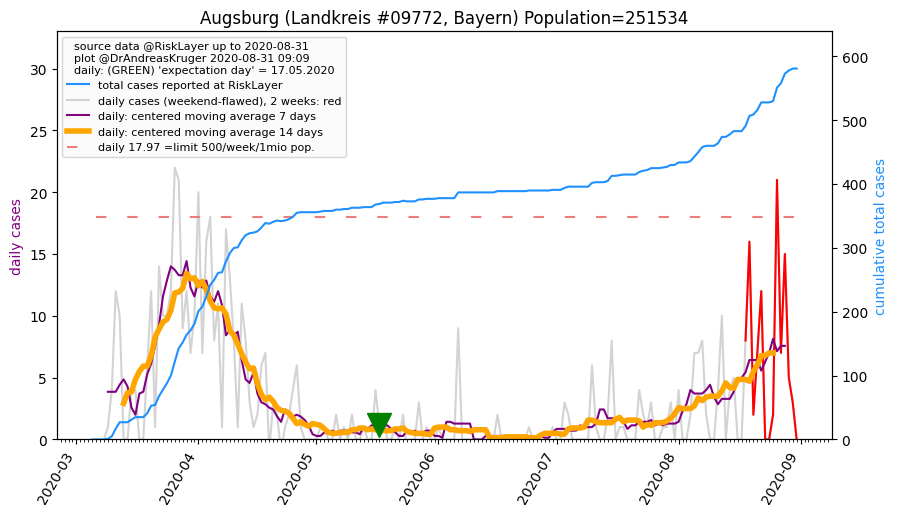 Augsburg (Landkreis #09772, Bayern) Population=251534
source data @RiskLayer up to 2020-08-31
plot @DrAndreasKruger 2020-08-31 09:09
daily: (GREEN) 'expectation day' = 17.05.2020
total cases reported at RiskLayer
daily cases (weekend-flawed), 2 weeks: red
daily: centered moving average 7 days
daily: centered moving average 14 days
daily 17.97 =limit 500/week/1mio pop.
daily cases
30
25
20
15
10
5
0
cumulative total cases
600
500
400
300
200
100
0
2020-03
2020-04
2020-05
2020-06
2020-07
2020-08
2020-09